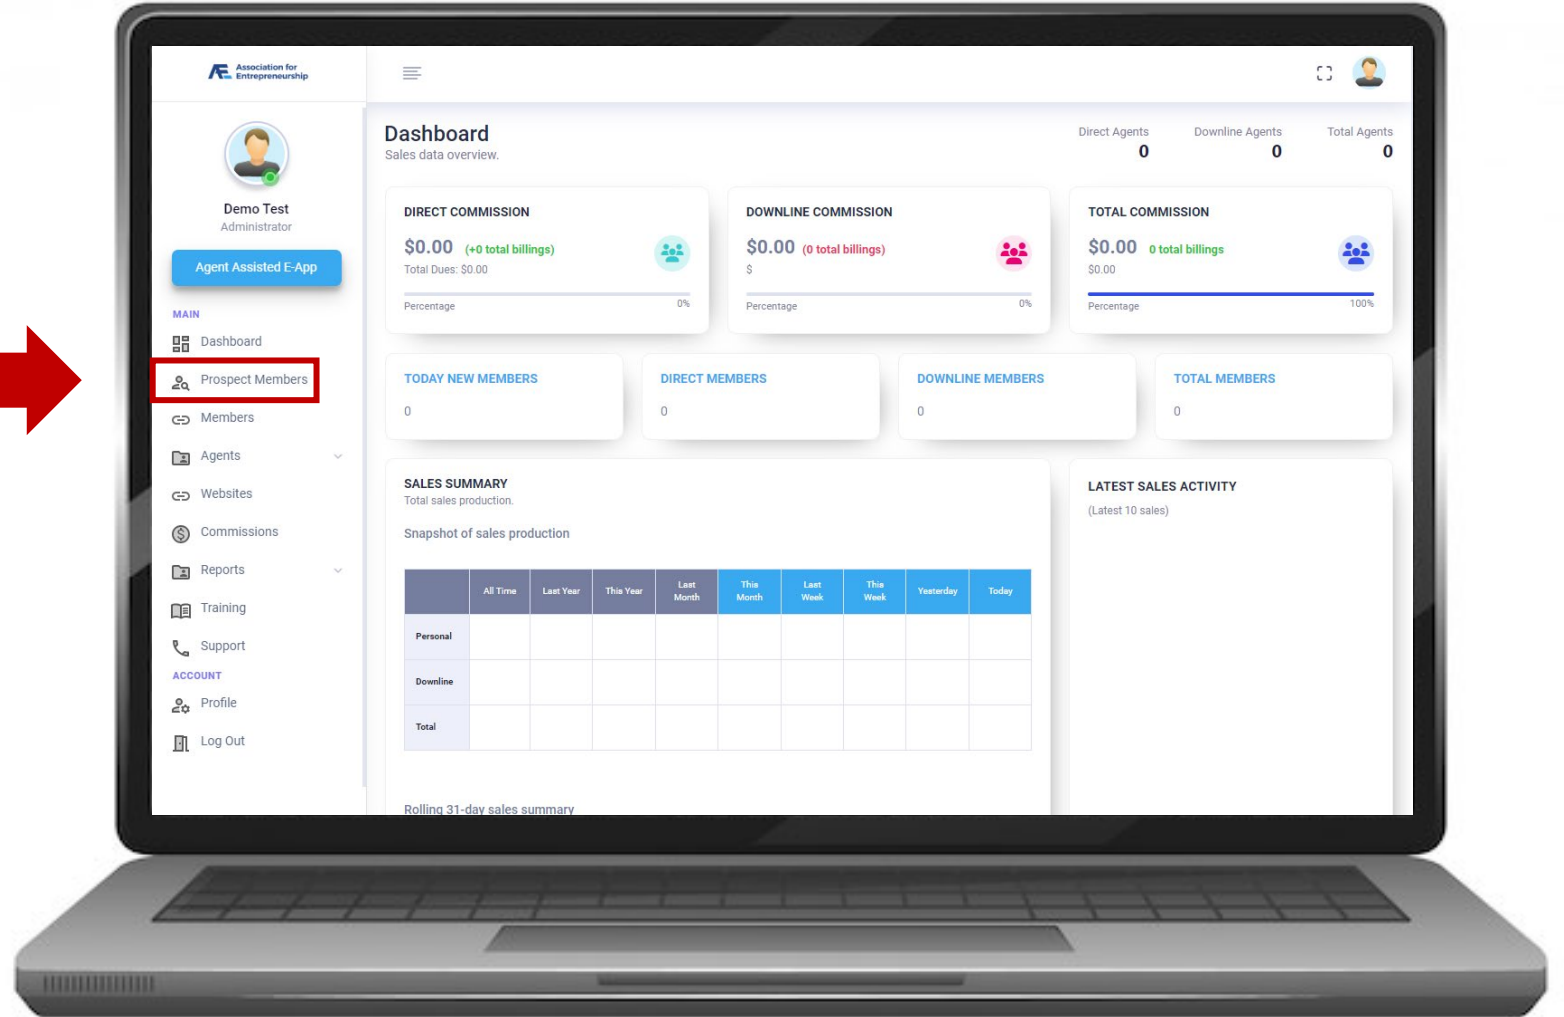 Association for
Entrepreneurship
Demo Test
Administrator
Agent Assisted E-App
MAIN
Dashboard
Prospect Members
Members
Agents
Websites
Commissions
Reports
Training
Support
ACCOUNT
Profile
Log Out
Dashboard
Sales data overview.
Direct Agents
0
Downline Agents
0
Total Agents
0
DIRECT COMMISSION
$0.00 (+0 total billings)
Total Dues: $0.00
Percentage 0%
DOWNLINE COMMISSION
$0.00 (0 total billings)
$
Percentage 0%
TOTAL COMMISSION
$0.00 0 total billings
$0.00
Percentage 100%
TODAY NEW MEMBERS
0
DIRECT MEMBERS
0
DOWNLINE MEMBERS
0
TOTAL MEMBERS
0
SALES SUMMARY
Total sales production.
Snapshot of sales production
All Time Last Year This Year Last Month This Month Last Week This Week Yesterday Today
Personal
Downline
Total
Rolling 31-day sales summary
LATEST SALES ACTIVITY
(Latest 10 sales)